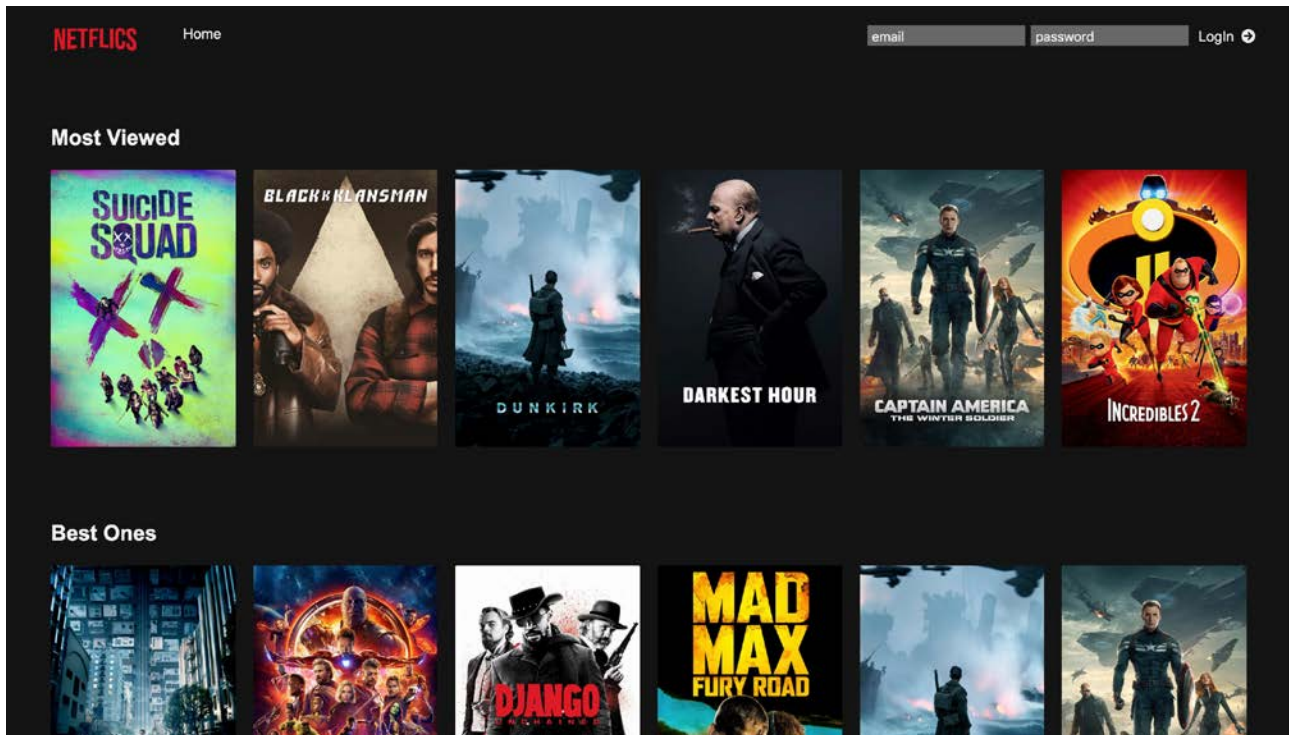 NETFLICS
Home
email
password
LogIn
Most Viewed
SUICIDE
SQUAD
BLACKkKLANSMAN
DUNKIRK
DARKEST HOUR
CAPTAIN AMERICA
THE WINTER SOLDIER
INCREDIBLES 2
Best Ones
DJANGO
UNCHAINED
MAD
MAX
FURY ROAD